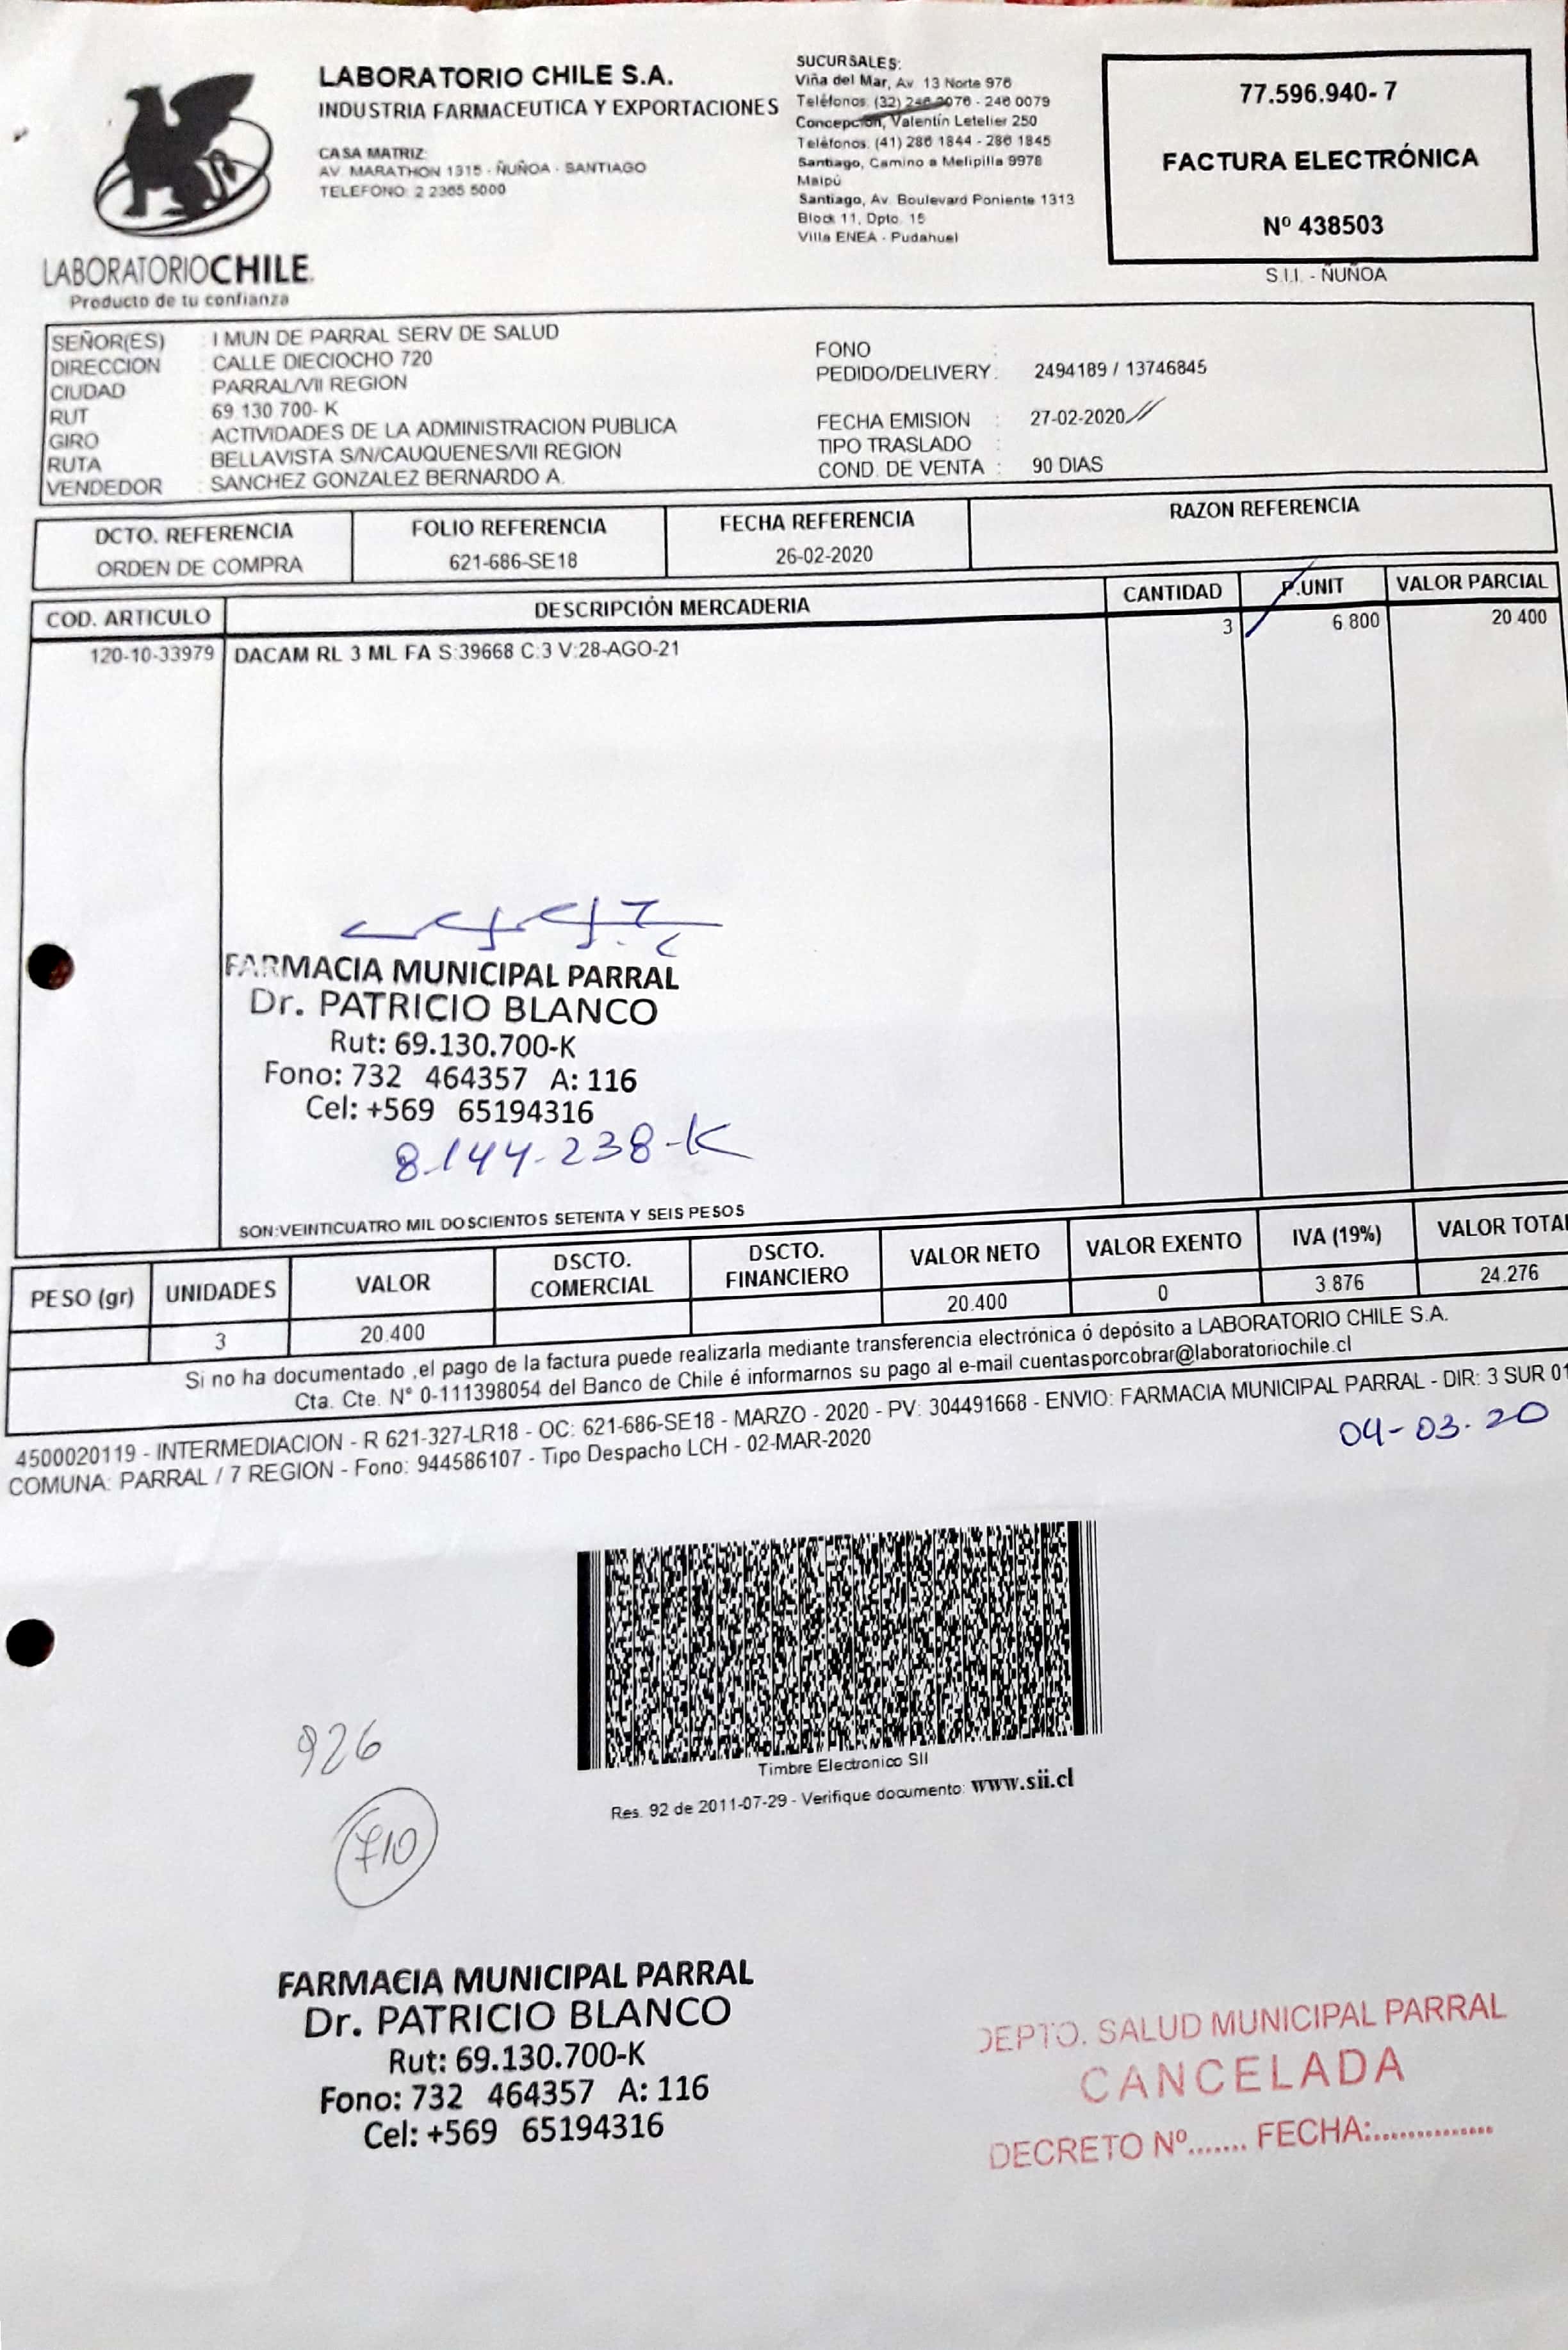 LABORATORIO CHILE S.A.
INDUSTRIA FARMACEUTICA Y EXPORTACIONES
CASA MATRIZ:
AV. MARATHON 1315 - ÑUÑOA - SANTIAGO
TELEFONO: 2 2365 5000
LABORATORIOCHILE.
Producto de tu confianza
SUCURSALES:
Viña del Mar, Av. 13 Norte 976
Teléfonos: (32) 246 0076 - 246 0079
Concepción, Valentín Letelier 250
Teléfonos: (41) 286 1844 - 286 1845
Santiago, Camino a Melipilla 9978
Maipú
Santiago, Av. Boulevard Poniente 1313
Block 11, Dpto. 15
Villa ENEA - Pudahuel
77.596.940- 7
FACTURA ELECTRÓNICA
Nº 438503
S.I.I. - ÑUÑOA
SEÑOR(ES) : I MUN DE PARRAL SERV DE SALUD
DIRECCION : CALLE DIECIOCHO 720
CIUDAD : PARRAL/VII REGION
RUT : 69 130 700- K
GIRO : ACTIVIDADES DE LA ADMINISTRACION PUBLICA
RUTA : BELLAVISTA S/N/CAUQUENES/VII REGION
VENDEDOR : SANCHEZ GONZALEZ BERNARDO A.
FONO :
PEDIDO/DELIVERY : 2494189 / 13746845
FECHA EMISION : 27-02-2020
TIPO TRASLADO :
COND. DE VENTA : 90 DIAS
DCTO. REFERENCIA FOLIO REFERENCIA FECHA REFERENCIA RAZON REFERENCIA
ORDEN DE COMPRA 621-686-SE18 26-02-2020
COD. ARTICULO DESCRIPCIÓN MERCADERIA CANTIDAD P.UNIT VALOR PARCIAL
120-10-33979 DACAM RL 3 ML FA S:39668 C:3 V:28-AGO-21 3 6.800 20.400
FARMACIA MUNICIPAL PARRAL
Dr. PATRICIO BLANCO
Rut: 69.130.700-K
Fono: 732 464357 A: 116
Cel: +569 65194316
8.144.238-K
SON:VEINTICUATRO MIL DOSCIENTOS SETENTA Y SEIS PESOS
PESO (gr) UNIDADES VALOR DSCTO. COMERCIAL DSCTO. FINANCIERO VALOR NETO VALOR EXENTO IVA (19%) VALOR TOTAL
3 20.400 20.400 0 3.876 24.276
Si no ha documentado ,el pago de la factura puede realizarla mediante transferencia electrónica ó depósito a LABORATORIO CHILE S.A.
Cta. Cte. N° 0-111398054 del Banco de Chile é informarnos su pago al e-mail cuentasporcobrar@laboratoriochile.cl
4500020119 - INTERMEDIACION - R 621-327-LR18 - OC: 621-686-SE18 - MARZO - 2020 - PV: 304491668 - ENVIO: FARMACIA MUNICIPAL PARRAL - DIR: 3 SUR 01
COMUNA: PARRAL / 7 REGION - Fono: 944586107 - Tipo Despacho LCH - 02-MAR-2020
04-03-20
Timbre Electronico SII
Res. 92 de 2011-07-29 - Verifique documento: www.sii.cl
926
710
FARMACIA MUNICIPAL PARRAL
Dr. PATRICIO BLANCO
Rut: 69.130.700-K
Fono: 732 464357 A: 116
Cel: +569 65194316
DEPTO. SALUD MUNICIPAL PARRAL
CANCELADA
DECRETO Nº....... FECHA:...............